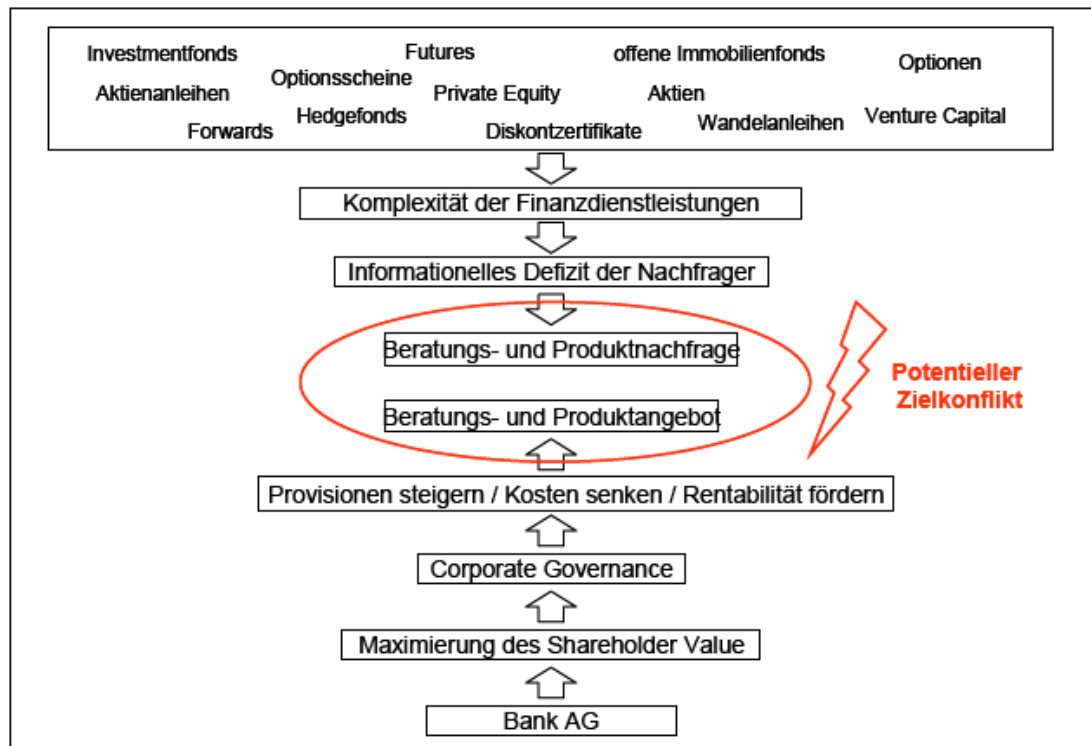 Investmentfonds Futures offene Immobilienfonds Optionen
Optionsscheine
Aktienanleihen Private Equity Aktien
Forwards Hedgefonds Diskontzertifikate Wandelanleihen Venture Capital
Komplexität der Finanzdienstleistungen
Informationelles Defizit der Nachfrager
Beratungs- und Produktnachfrage
Potentieller
Zielkonflikt
Beratungs- und Produktangebot
Provisionen steigern / Kosten senken / Rentabilität fördern
Corporate Governance
Maximierung des Shareholder Value
Bank AG